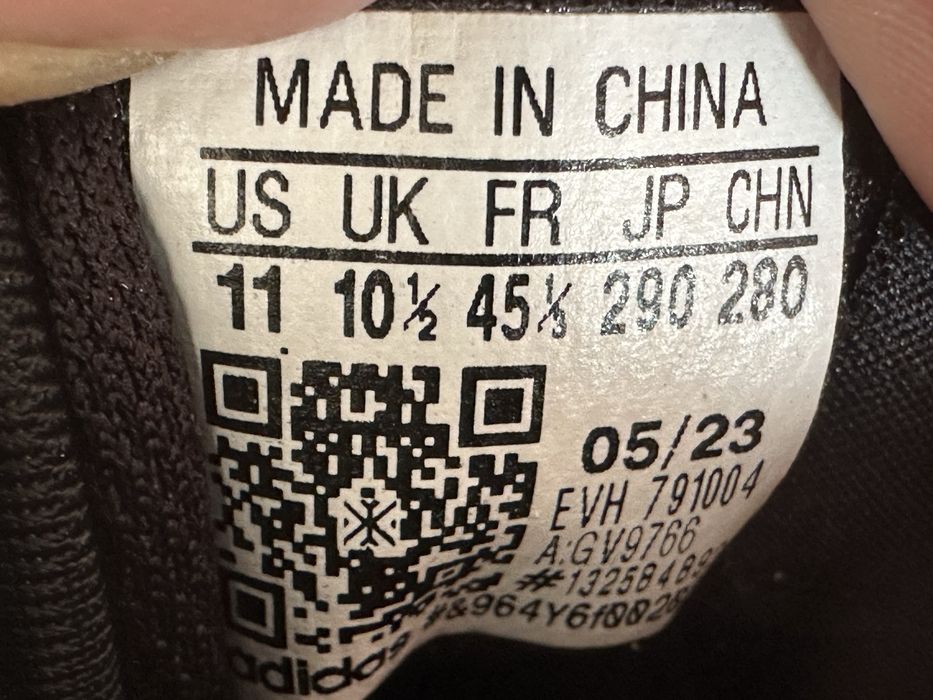 MADE IN CHINA
US UK FR JP CHN
11 10½ 45⅓ 290 280
05/23
EVH 791004
A:GV9766
adidas #&964Y6f0